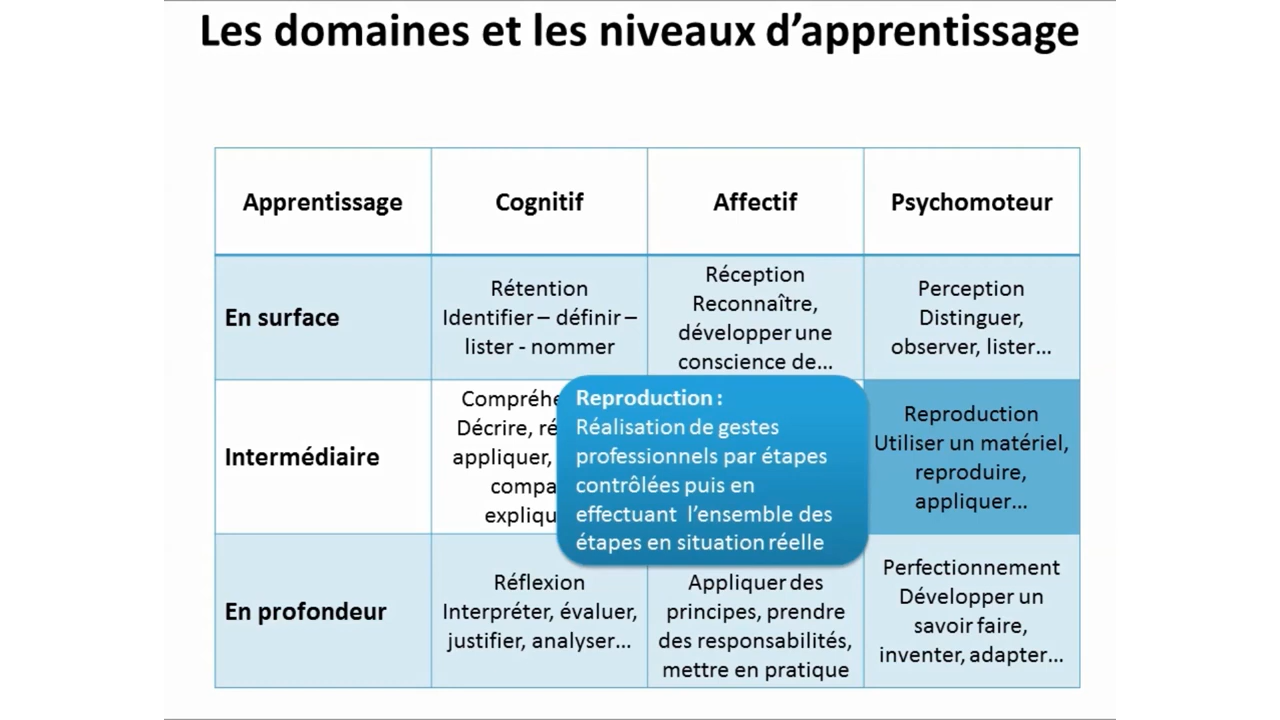 Les domaines et les niveaux d’apprentissage
Apprentissage
Cognitif
Affectif
Psychomoteur
En surface
Rétention
Identifier – définir –
lister - nommer
Réception
Reconnaître,
développer une
conscience de...
Perception
Distinguer,
observer, lister...
Intermédiaire
Décrire,
appliquer,
Reproduction :
Réalisation de gestes
professionnels par étapes
contrôlées puis en
effectuant l’ensemble des
étapes en situation réelle
Reproduction
Utiliser un matériel,
reproduire,
appliquer...
En profondeur
Réflexion
Interpréter, évaluer,
justifier, analyser...
Appliquer des
principes, prendre
des responsabilités,
mettre en pratique
Perfectionnement
Développer un
savoir faire,
inventer, adapter...